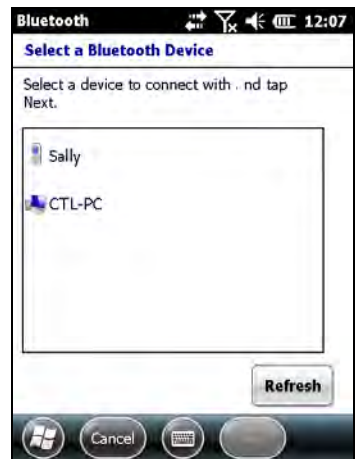 Bluetooth 12:07
Select a Bluetooth Device
Select a device to connect with . nd tap
Next.
Sally
CTL-PC
Refresh
Cancel